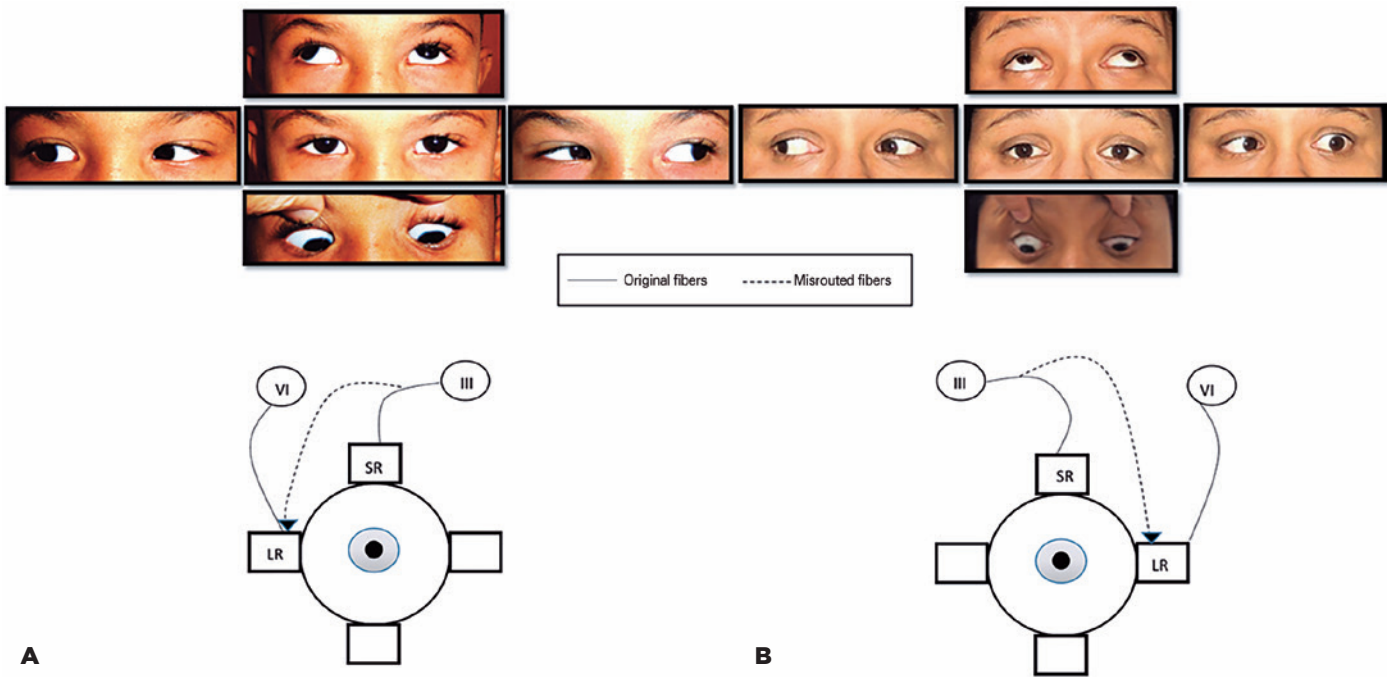 Original fibers
Misrouted fibers
VI
III
SR
LR
III
VI
SR
LR
A
B